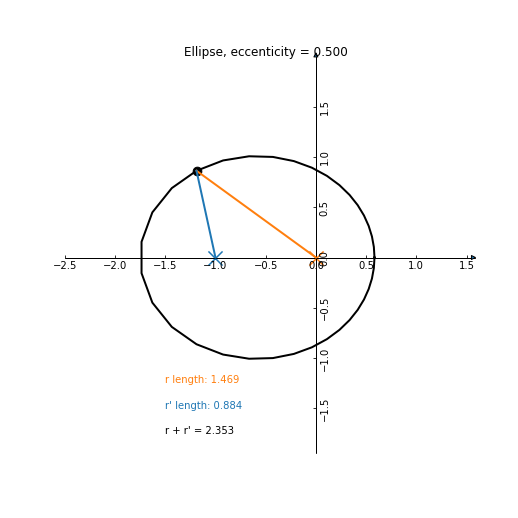 Ellipse, eccentricity = 0.500
1.5
1.0
0.5
0.0
−2.5 −2.0 −1.5 −1.0 −0.5 0.0 0.5 1.0 1.5
−0.5
−1.0
−1.5
r length: 1.469
r' length: 0.884
r + r' = 2.353